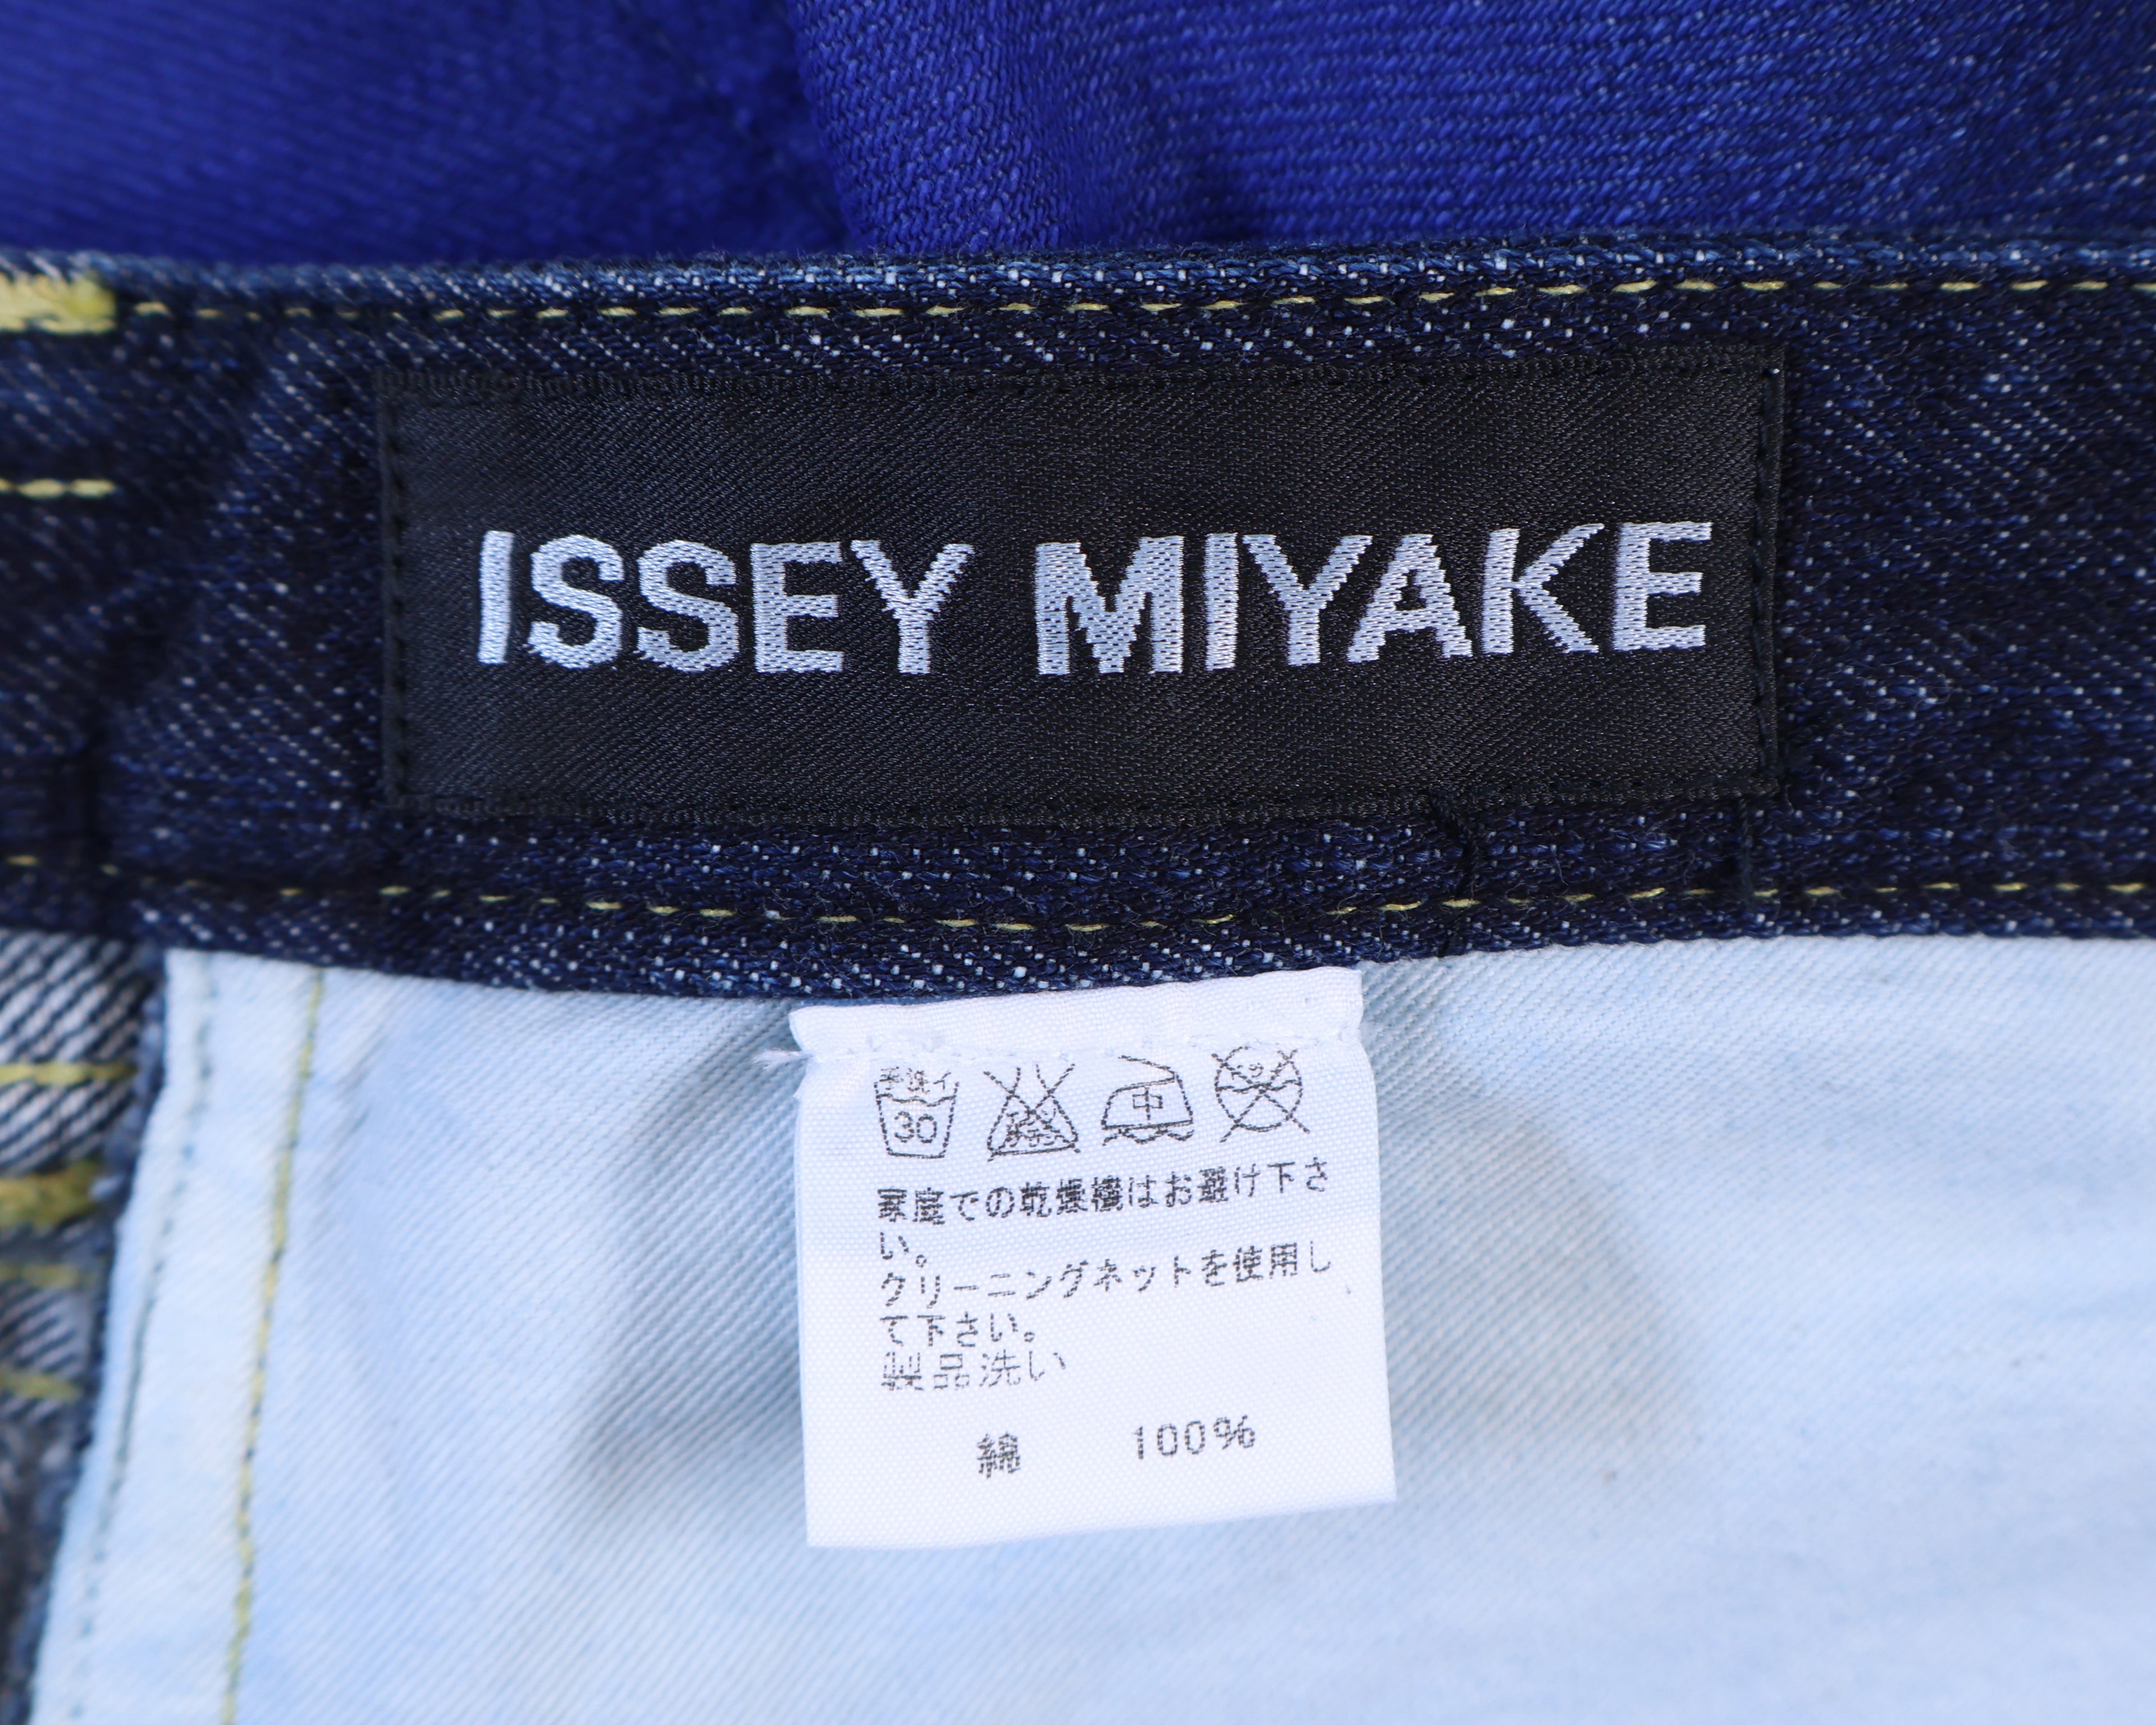 ISSEY MIYAKE
手洗イ
30
中
家庭での乾燥機はお避け下さ
い。
クリーニングネットを使用し
て下さい。
製品洗い
綿 100%